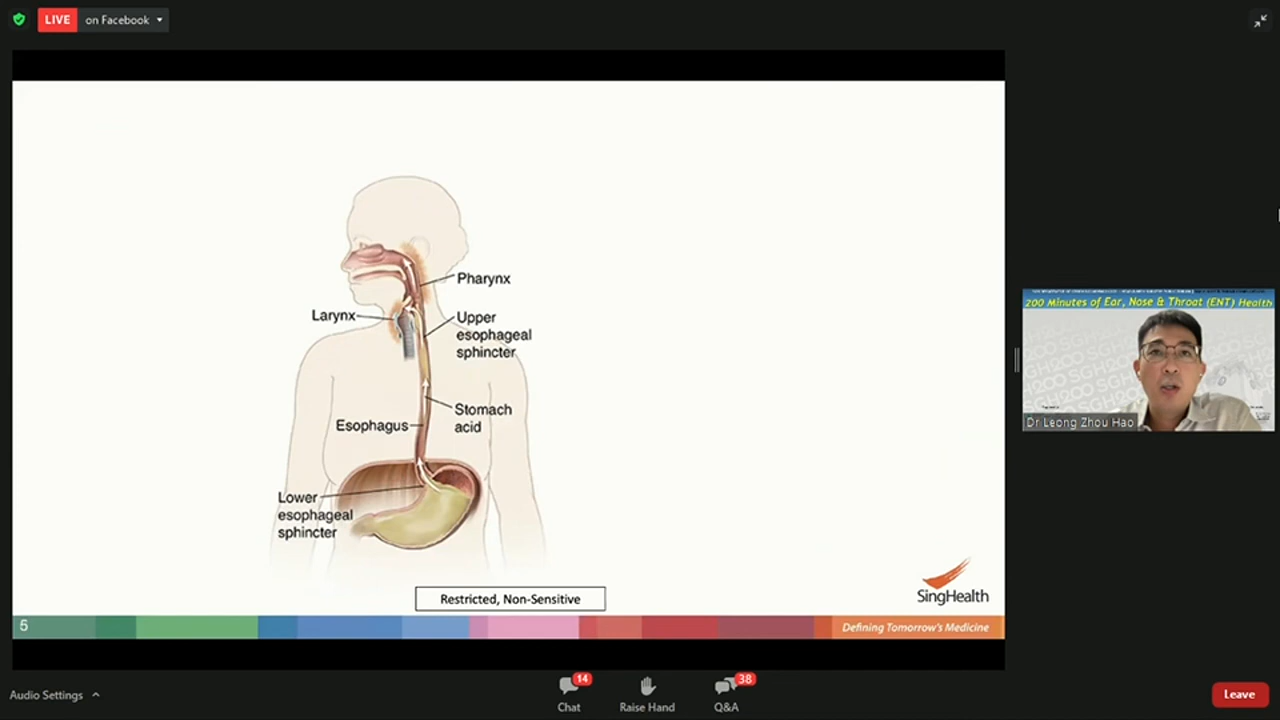 LIVE on Facebook
Pharynx
Larynx
Upper
esophageal
sphincter
Stomach
acid
Esophagus
Lower
esophageal
sphincter
Restricted, Non-Sensitive
SingHealth
5
Defining Tomorrow's Medicine
200 Minutes of Ear, Nose & Throat (ENT) Health
Dr Leong Zhou Hao
Audio Settings
14
Chat
Raise Hand
38
Q&A
Leave